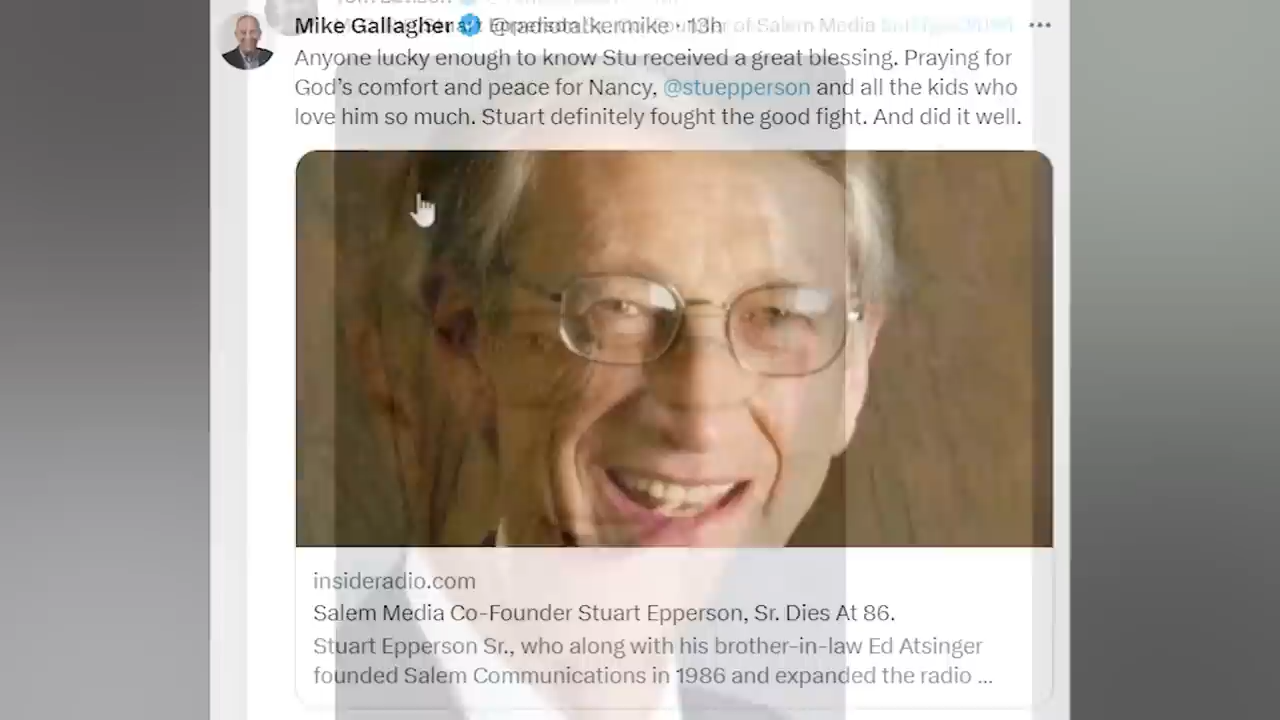 Mike Gallagher @radiotalkermike · 13h
Anyone lucky enough to know Stu received a great blessing. Praying for
God's comfort and peace for Nancy, @stuepperson and all the kids who
love him so much. Stuart definitely fought the good fight. And did it well.
insideradio.com
Salem Media Co-Founder Stuart Epperson, Sr. Dies At 86.
Stuart Epperson Sr., who along with his brother-in-law Ed Atsinger
founded Salem Communications in 1986 and expanded the radio ...